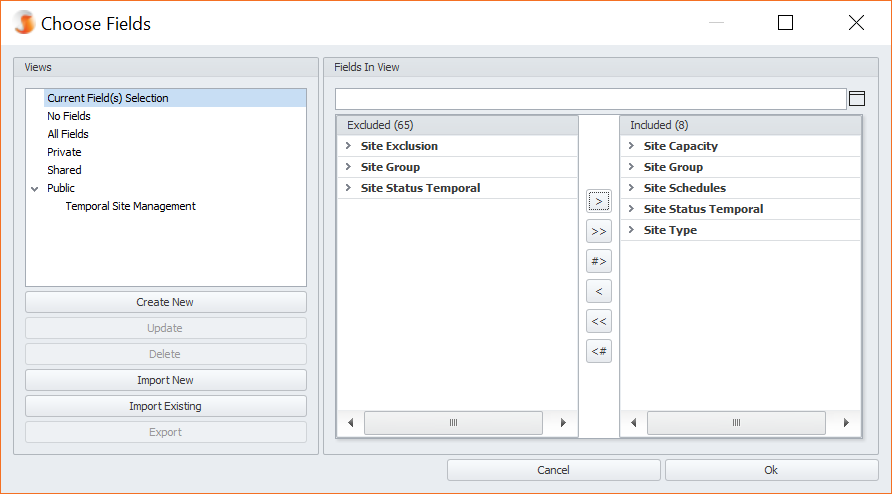 Choose Fields
Views
Current Field(s) Selection
No Fields
All Fields
Private
Shared
Public
Temporal Site Management
Create New
Update
Delete
Import New
Import Existing
Export
Fields In View
Excluded (65)
Site Exclusion
Site Group
Site Status Temporal
>
>>
#>
<
<<
<#
Included (8)
Site Capacity
Site Group
Site Schedules
Site Status Temporal
Site Type
Cancel
Ok